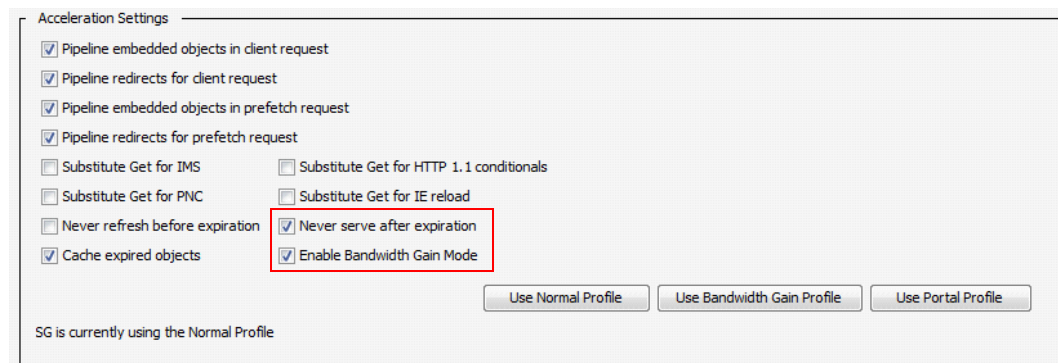 Acceleration Settings
Pipeline embedded objects in client request
Pipeline redirects for client request
Pipeline embedded objects in prefetch request
Pipeline redirects for prefetch request
Substitute Get for IMS Substitute Get for HTTP 1.1 conditionals
Substitute Get for PNC Substitute Get for IE reload
Never refresh before expiration Never serve after expiration
Cache expired objects Enable Bandwidth Gain Mode
Use Normal Profile Use Bandwidth Gain Profile Use Portal Profile
SG is currently using the Normal Profile